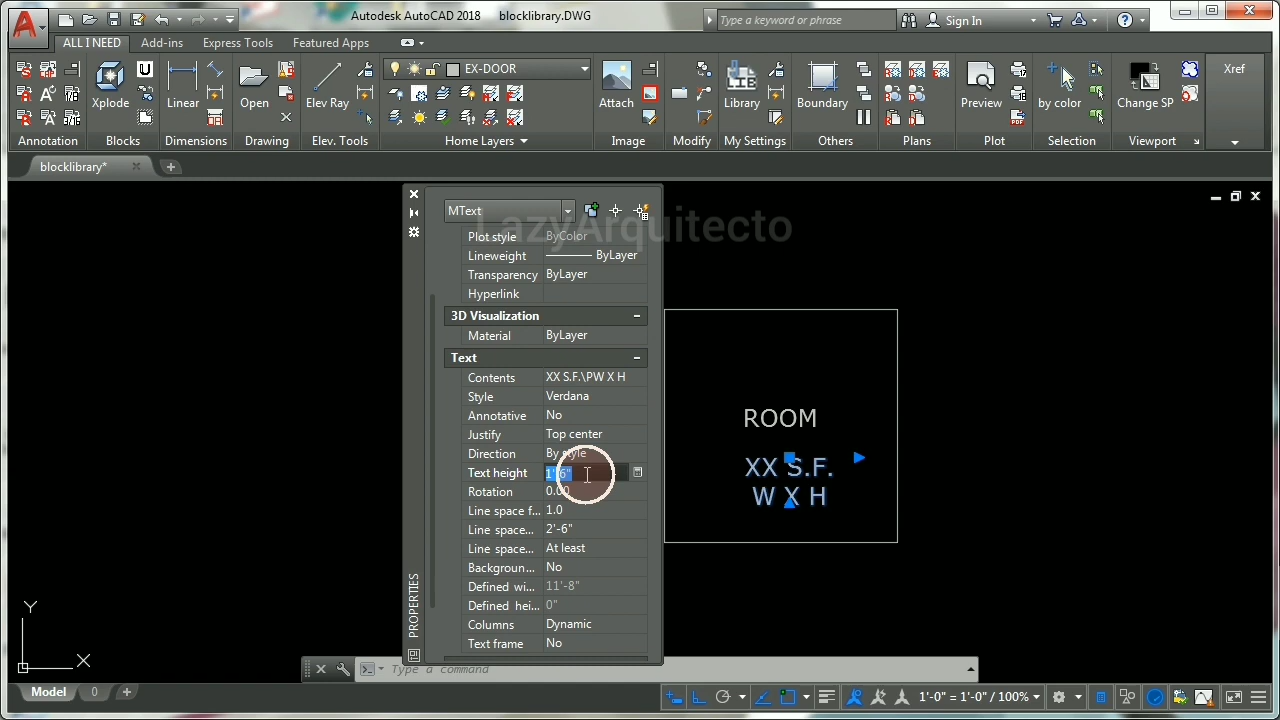 Autodesk AutoCAD 2018 blocklibrary.DWG
Type a keyword or phrase
Sign In
ALL I NEED Add-ins Express Tools Featured Apps
Xplode Linear Open Elev Ray
EX-DOOR
Attach Library Boundary Preview by color Change SP Xref
Annotation Blocks Dimensions Drawing Elev. Tools Home Layers Image Modify My Settings Others Plans Plot Selection Viewport
blocklibrary*
LazyArquitecto
MText
Plot style ByColor
Lineweight ByLayer
Transparency ByLayer
Hyperlink
3D Visualization
Material ByLayer
Text
Contents XX S.F.\PW X H
Style Verdana
Annotative No
Justify Top center
Direction By style
Text height 1'-6"
Rotation 0.00
Line space f... 1.0
Line space... 2'-6"
Line space... At least
Backgroun... No
Defined wi... 11'-8"
Defined hei... 0"
Columns Dynamic
Text frame No
PROPERTIES
ROOM
XX S.F.
W X H
Y
X
Type a command
Model 0
1'-0" = 1'-0" / 100%